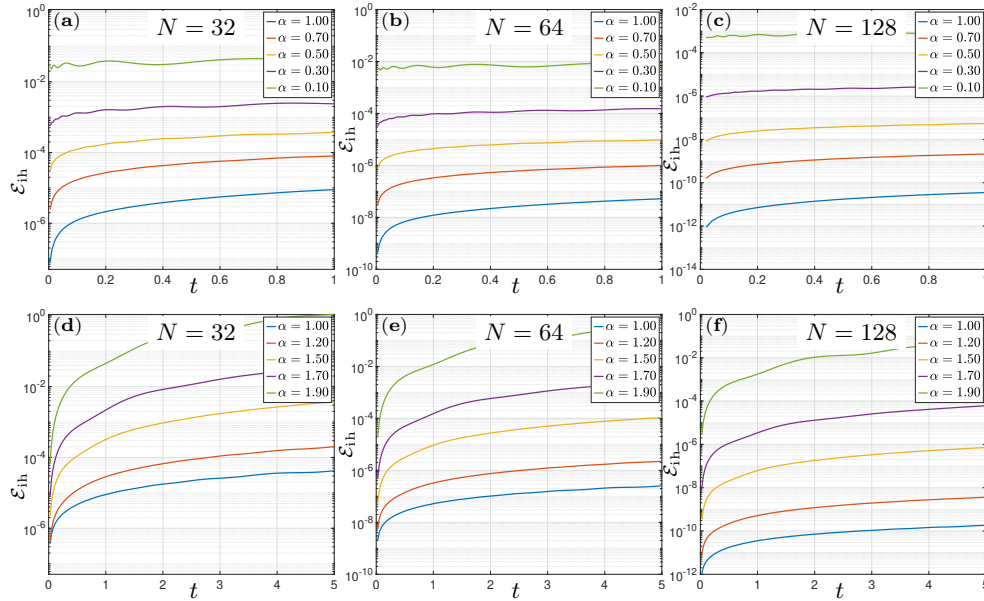 (a) N = 32
α = 1.00
α = 0.70
α = 0.50
α = 0.30
α = 0.10
10^0
10^-2
10^-4
10^-6
ℰ_ih
0 0.2 0.4 0.6 0.8 1
t
(b) N = 64
α = 1.00
α = 0.70
α = 0.50
α = 0.30
α = 0.10
10^0
10^-2
10^-4
10^-6
10^-8
10^-10
ℰ_ih
0 0.2 0.4 0.6 0.8 1
t
(c) N = 128
α = 1.00
α = 0.70
α = 0.50
α = 0.30
α = 0.10
10^-2
10^-4
10^-6
10^-8
10^-10
10^-12
10^-14
ℰ_ih
0 0.2 0.4 0.6 0.8 1
t
(d) N = 32
α = 1.00
α = 1.20
α = 1.50
α = 1.70
α = 1.90
10^0
10^-2
10^-4
10^-6
ℰ_ih
0 1 2 3 4 5
t
(e) N = 64
α = 1.00
α = 1.20
α = 1.50
α = 1.70
α = 1.90
10^0
10^-2
10^-4
10^-6
10^-8
10^-10
ℰ_ih
0 1 2 3 4 5
t
(f) N = 128
α = 1.00
α = 1.20
α = 1.50
α = 1.70
α = 1.90
10^0
10^-2
10^-4
10^-6
10^-8
10^-10
10^-12
ℰ_ih
0 1 2 3 4 5
t